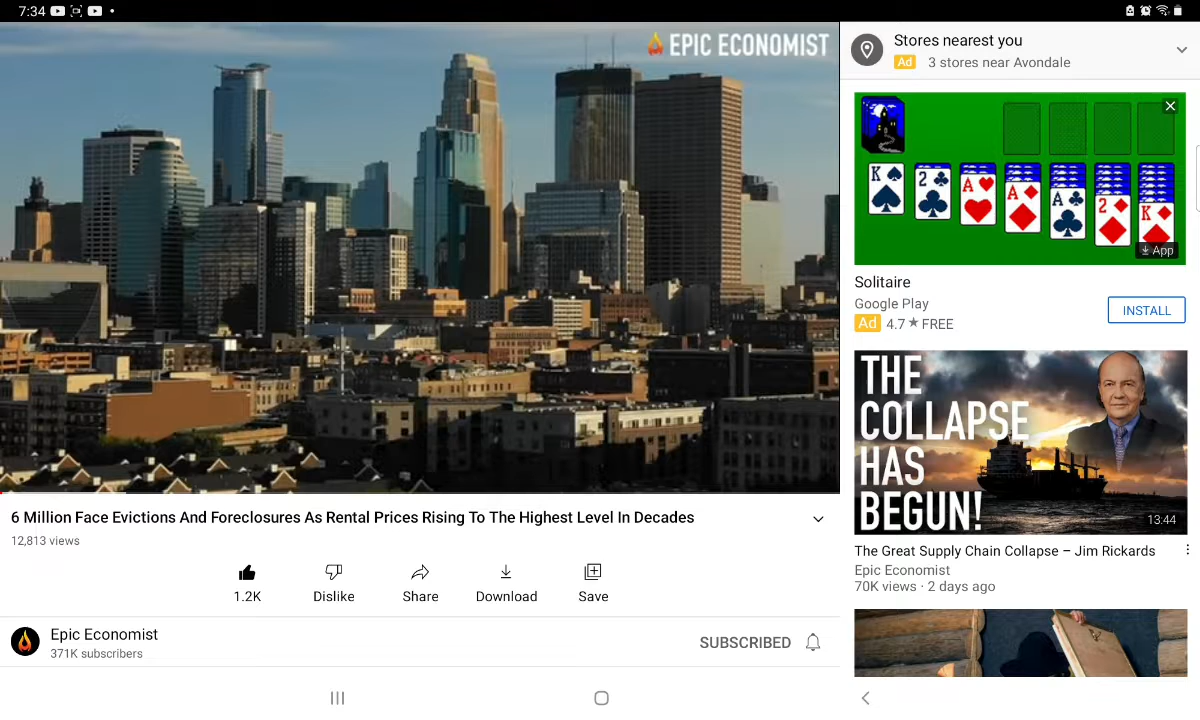 7:34
EPIC ECONOMIST
6 Million Face Evictions And Foreclosures As Rental Prices Rising To The Highest Level In Decades
12,813 views
1.2K
Dislike
Share
Download
Save
Epic Economist
371K subscribers
SUBSCRIBED
Stores nearest you
Ad 3 stores near Avondale
K
2
A
A
A
2
K
App
Solitaire
Google Play
Ad 4.7 ★ FREE
INSTALL
THE
COLLAPSE
HAS
BEGUN!
13:44
The Great Supply Chain Collapse – Jim Rickards
Epic Economist
70K views · 2 days ago